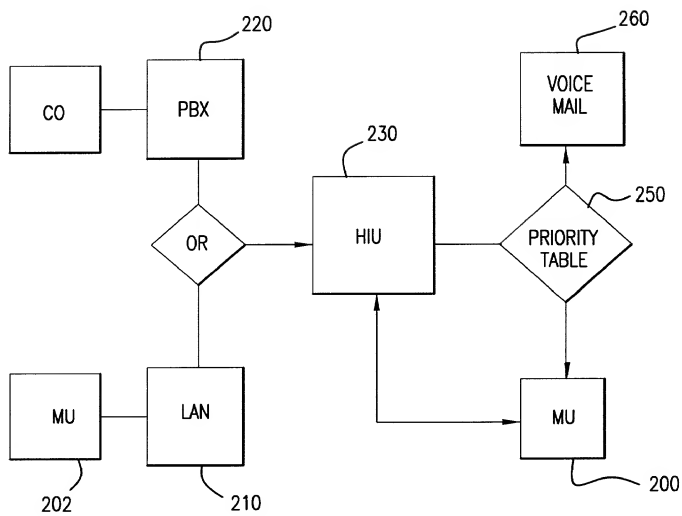 220
260
CO
PBX
VOICE
MAIL
230
250
OR
HIU
PRIORITY
TABLE
MU
LAN
MU
202
210
200